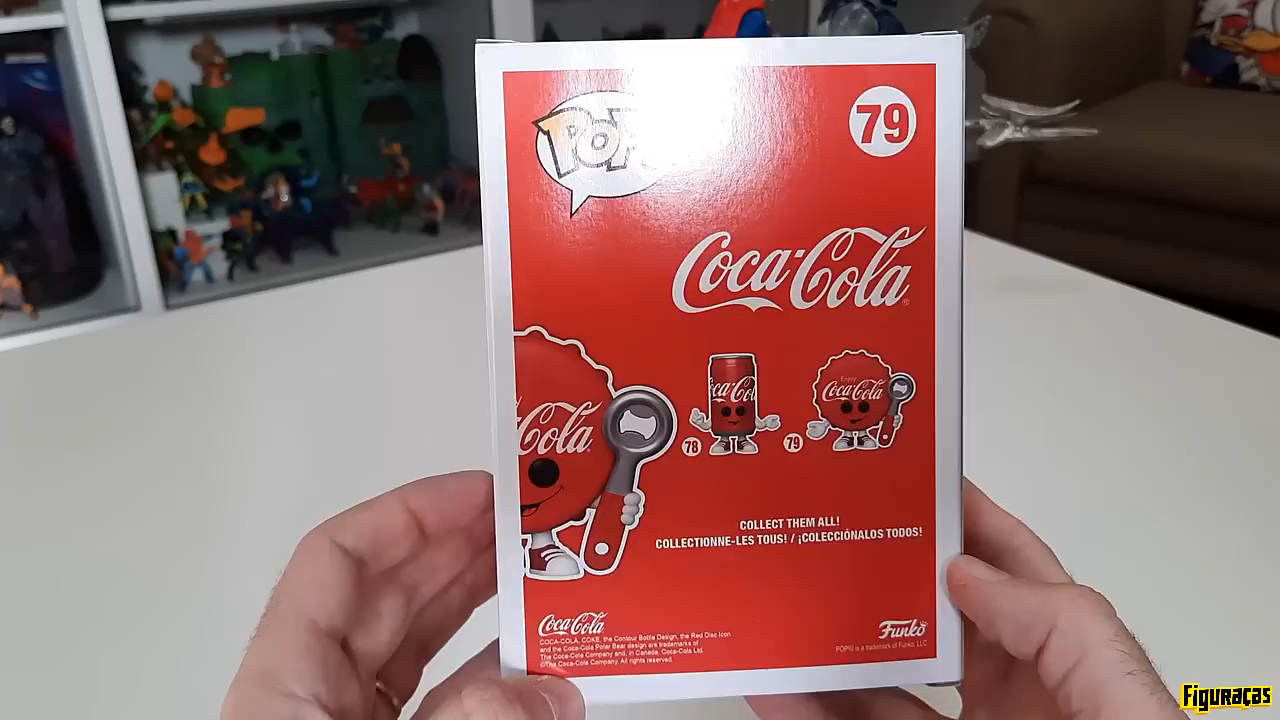 POP!
79
Coca-Cola
Coca-Cola
Enjoy
Coca-Cola
Coca-Cola
78
79
COLLECT THEM ALL!
COLLECTIONNE-LES TOUS! / ¡COLECCIÓNALOS TODOS!
Coca-Cola
COCA-COLA, COKE, the Contour Bottle Design, the Red Disc Icon
and the Coca-Cola Polar Bear design are trademarks of
The Coca-Cola Company and, in Canada, Coca-Cola Ltd.
©The Coca-Cola Company. All rights reserved.
Funko
POP!® is a trademark of Funko, LLC
Figuraças